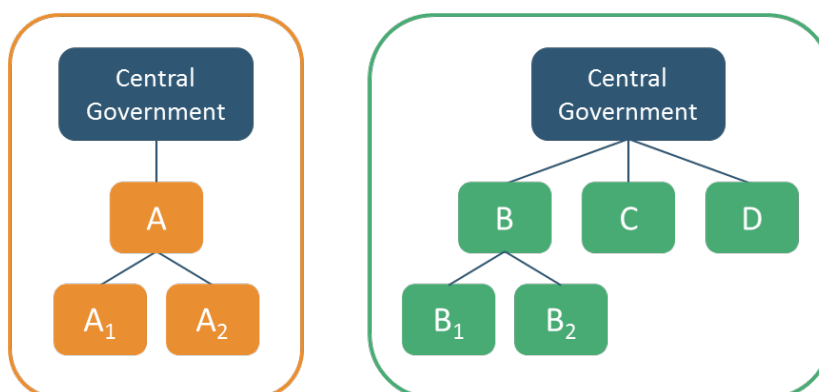 Central
Government
A
A₁
A₂
Central
Government
B
C
D
B₁
B₂